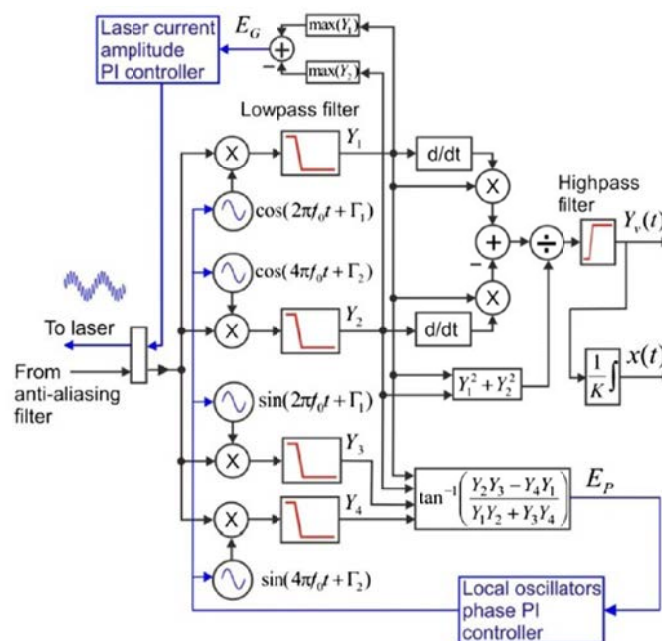 Laser current
amplitude
PI controller
E_G
max(Y_1)
+
−
max(Y_2)
Lowpass filter
X
Y_1
d/dt
X
cos(2πf_0t+Γ_1)
Highpass
filter
Y_v(t)
+
÷
−
cos(4πf_0t+Γ_2)
X
To laser
X
Y_2
d/dt
From
anti-aliasing
filter
Y_1^2+Y_2^2
1/K ∫
x(t)
sin(2πf_0t+Γ_1)
X
Y_3
tan^{-1}((Y_2Y_3−Y_4Y_1)/(Y_1Y_2+Y_3Y_4))
E_P
X
Y_4
sin(4πf_0t+Γ_2)
Local oscillators
phase PI
controller